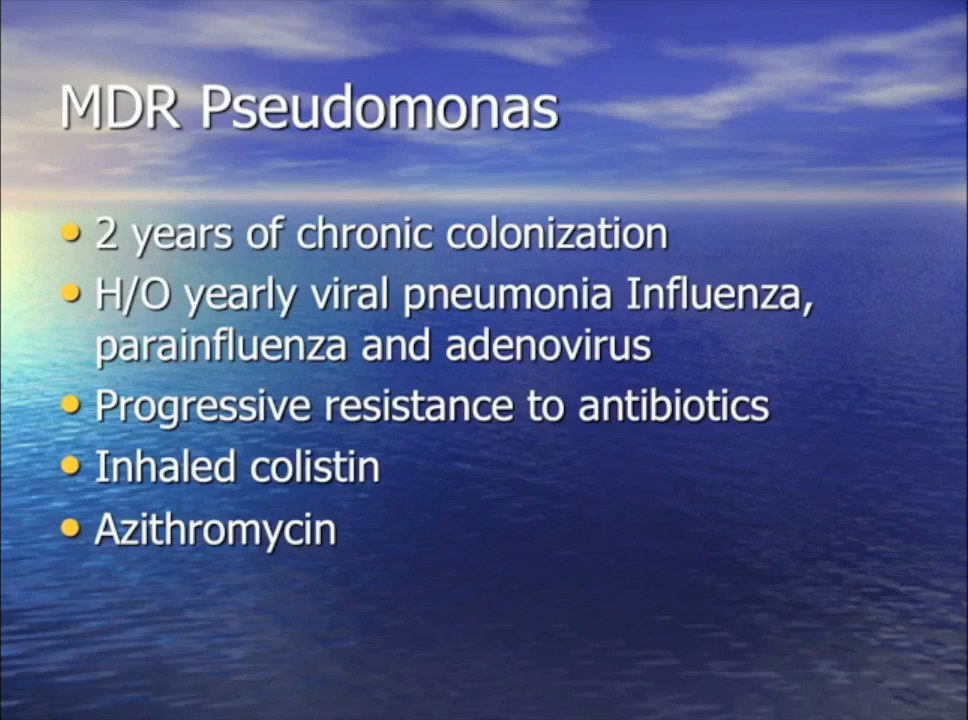 MDR Pseudomonas
• 2 years of chronic colonization
• H/O yearly viral pneumonia Influenza,
parainfluenza and adenovirus
• Progressive resistance to antibiotics
• Inhaled colistin
• Azithromycin